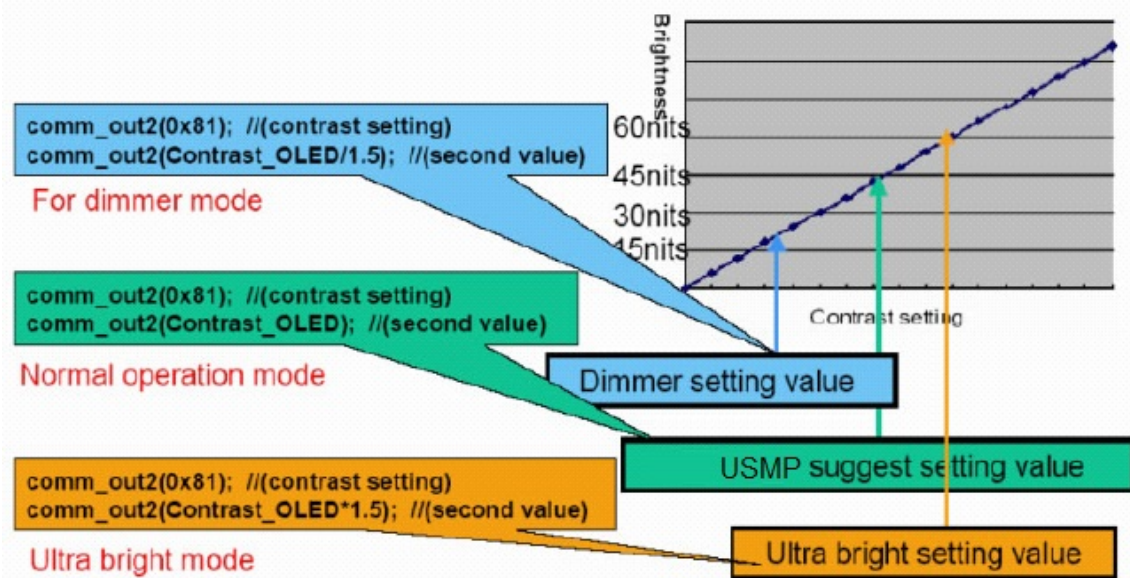 Brightness
comm_out2(0x81); //(contrast setting)
comm_out2(Contrast_OLED/1.5); //(second value)
For dimmer mode
60nits
45nits
30nits
15nits
Contrast setting
comm_out2(0x81); //(contrast setting)
comm_out2(Contrast_OLED); //(second value)
Normal operation mode
Dimmer setting value
USMP suggest setting value
comm_out2(0x81); //(contrast setting)
comm_out2(Contrast_OLED*1.5); //(second value)
Ultra bright mode
Ultra bright setting value